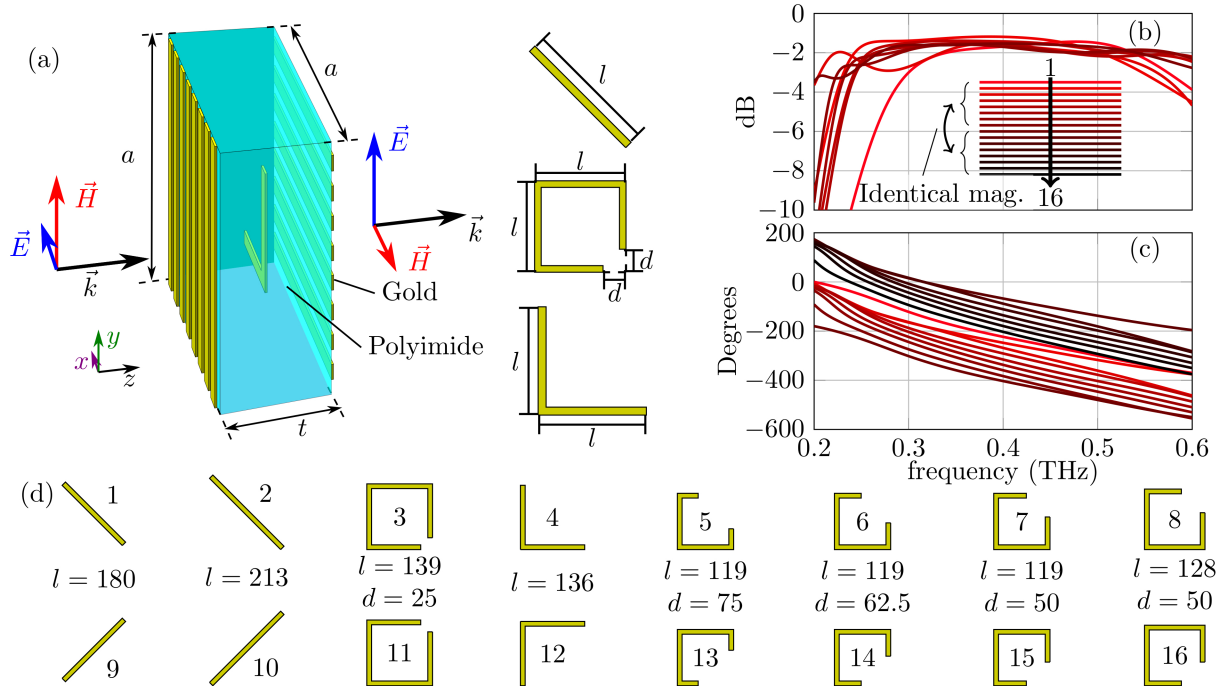 (a)
a
a
l
E⃗
H⃗
k⃗
E⃗
H⃗
k⃗
Gold
Polyimide
y
x
z
t
l
l
d
d
l
l
(b)
0
−2
−4
−6
−8
−10
dB
1
Identical mag.
16
(c)
200
0
−200
−400
−600
Degrees
0.2 0.3 0.4 0.5 0.6
frequency (THz)
(d)
1 2 3 4 5 6 7 8
l = 180 l = 213 l = 139 l = 136 l = 119 l = 119 l = 119 l = 128
d = 25 d = 75 d = 62.5 d = 50 d = 50
9 10 11 12 13 14 15 16